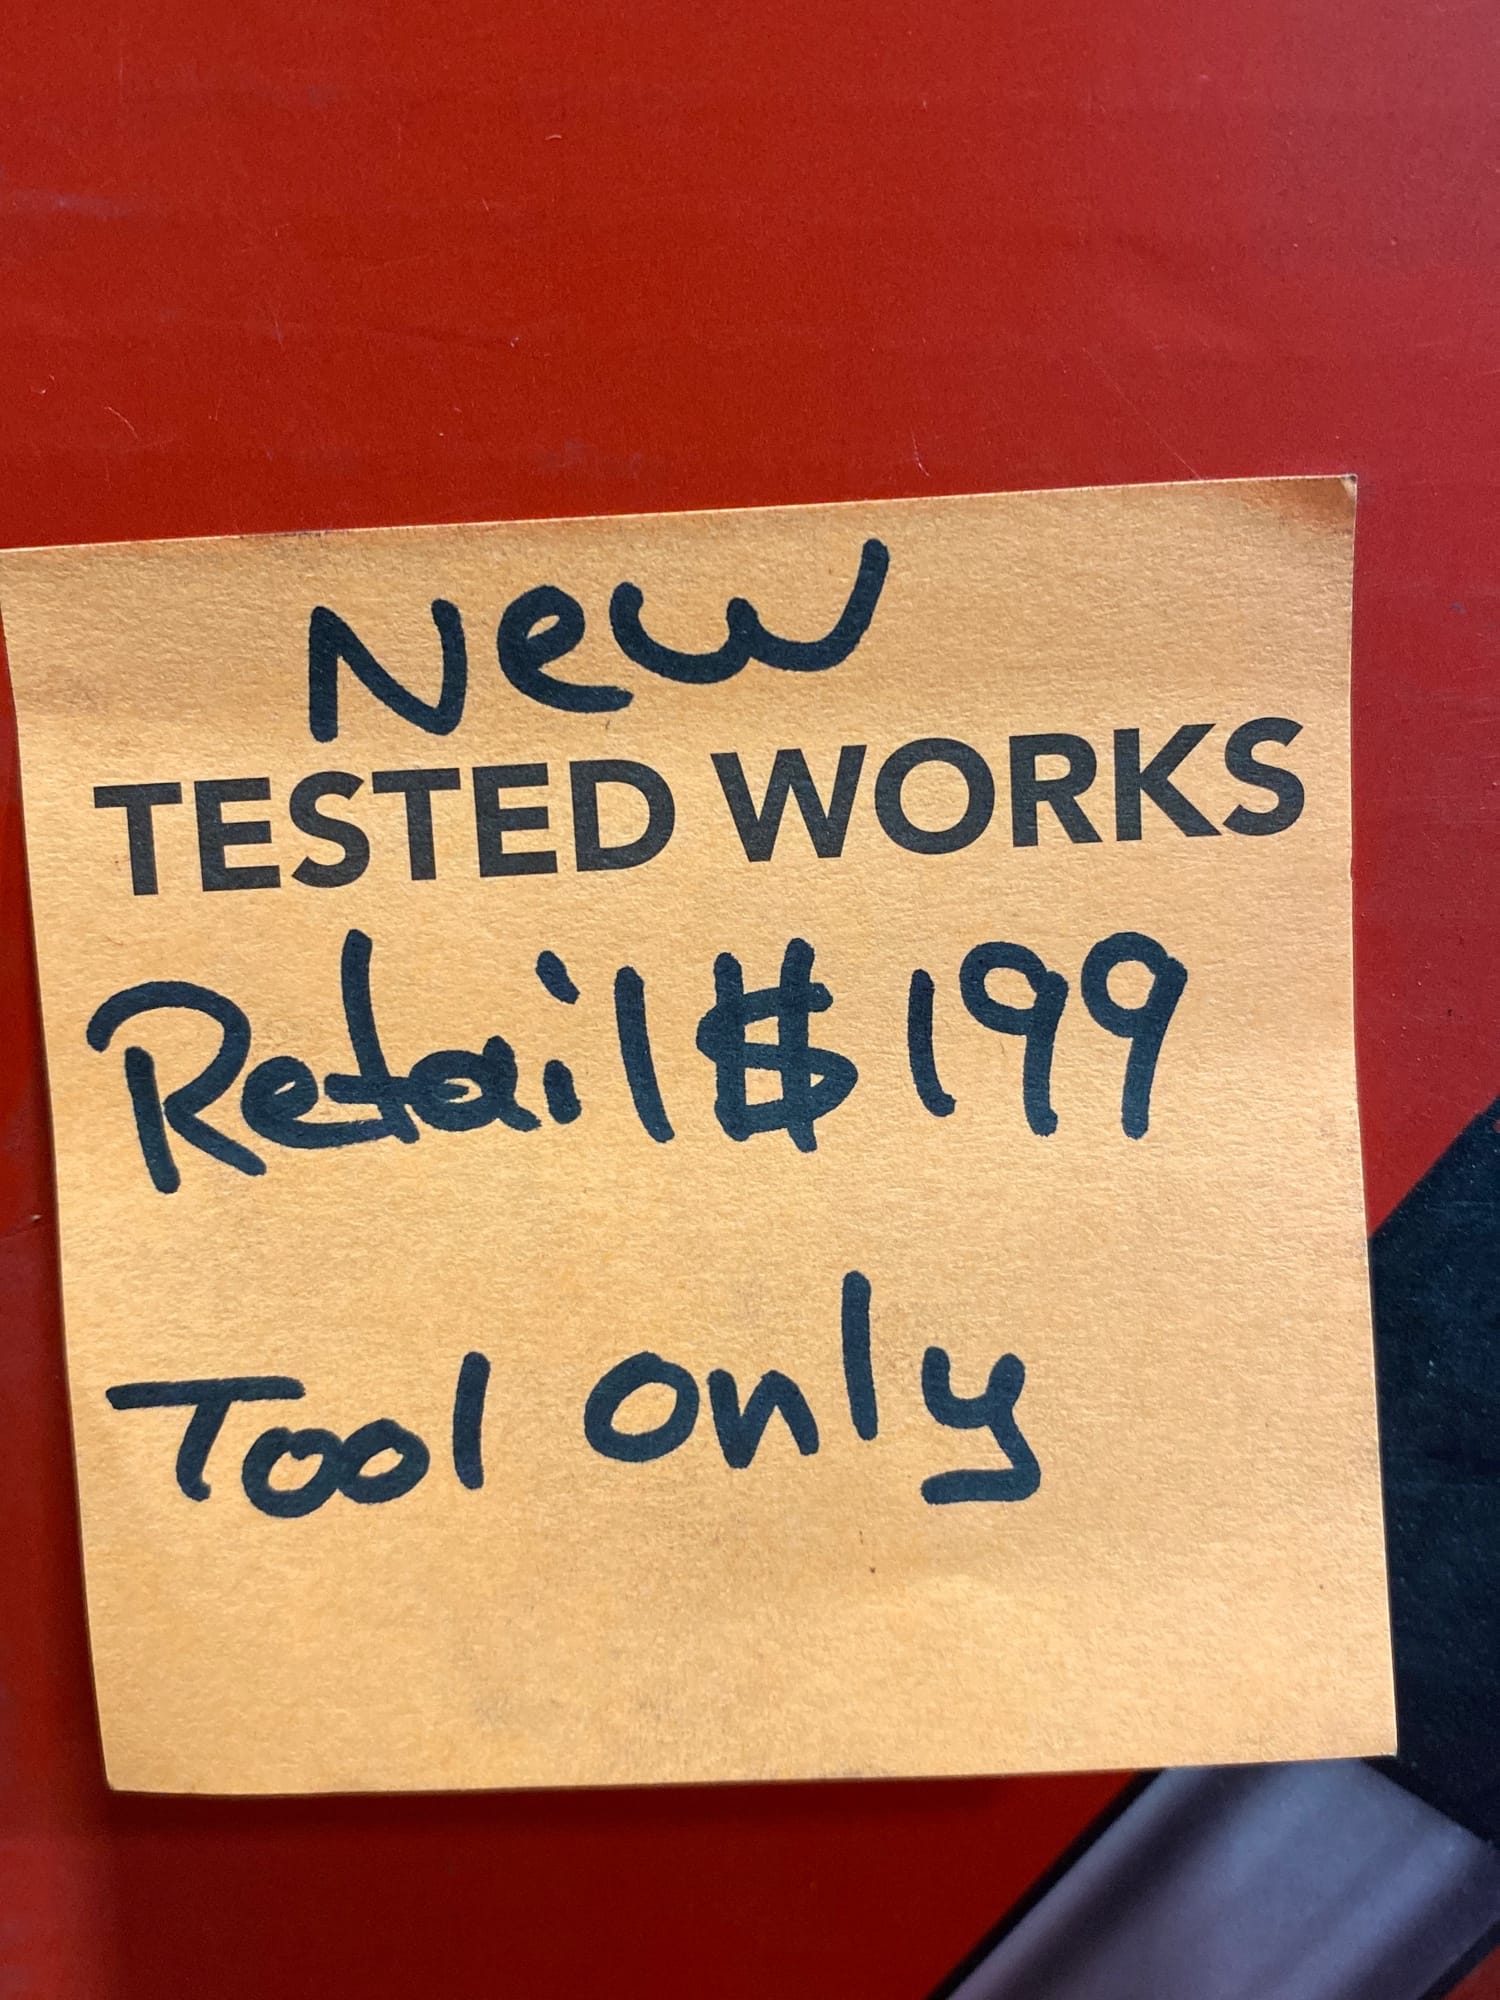 New
TESTED WORKS
Retail $199
Tool only